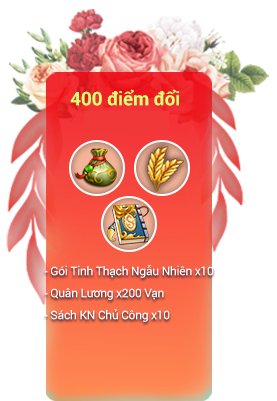 400 điểm đổi
- Gói Tinh Thạch Ngẫu Nhiên x10
- Quân Lương x200 Vạn
- Sách KN Chủ Công x10